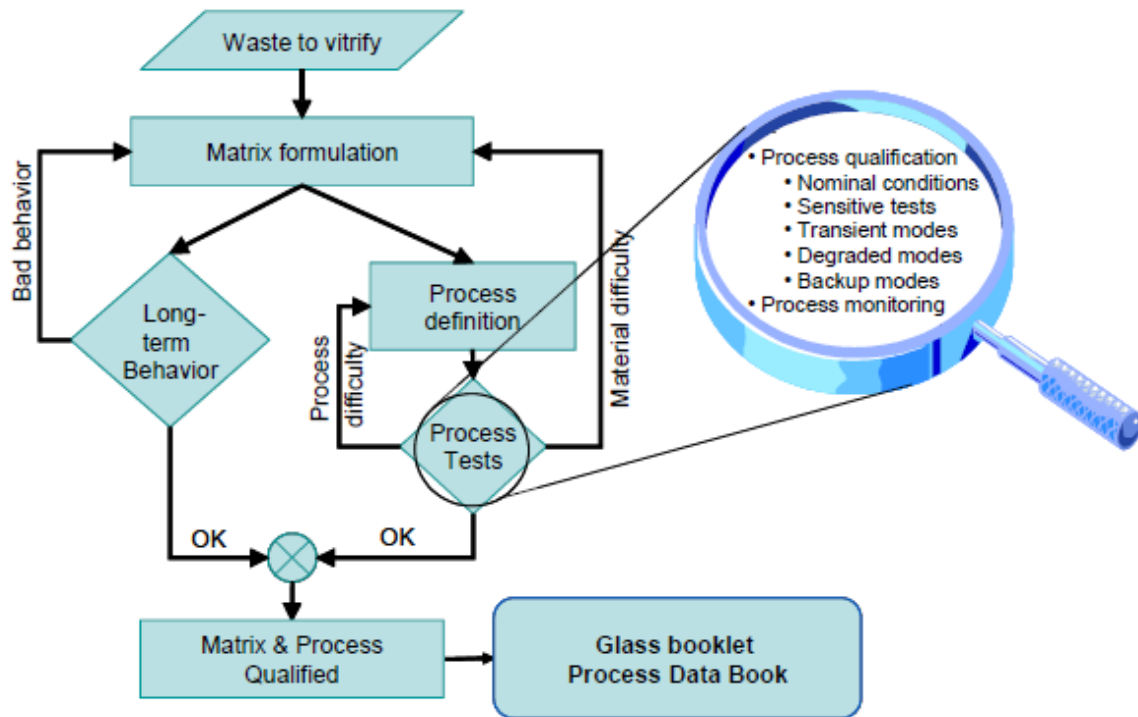 Waste to vitrify
Matrix formulation
Bad behavior
Long-
term
Behavior
Process
definition
Process
difficulty
Material difficulty
Process
Tests
OK
OK
Matrix & Process
Qualified
Glass booklet
Process Data Book
• Process qualification
• Nominal conditions
• Sensitive tests
• Transient modes
• Degraded modes
• Backup modes
• Process monitoring